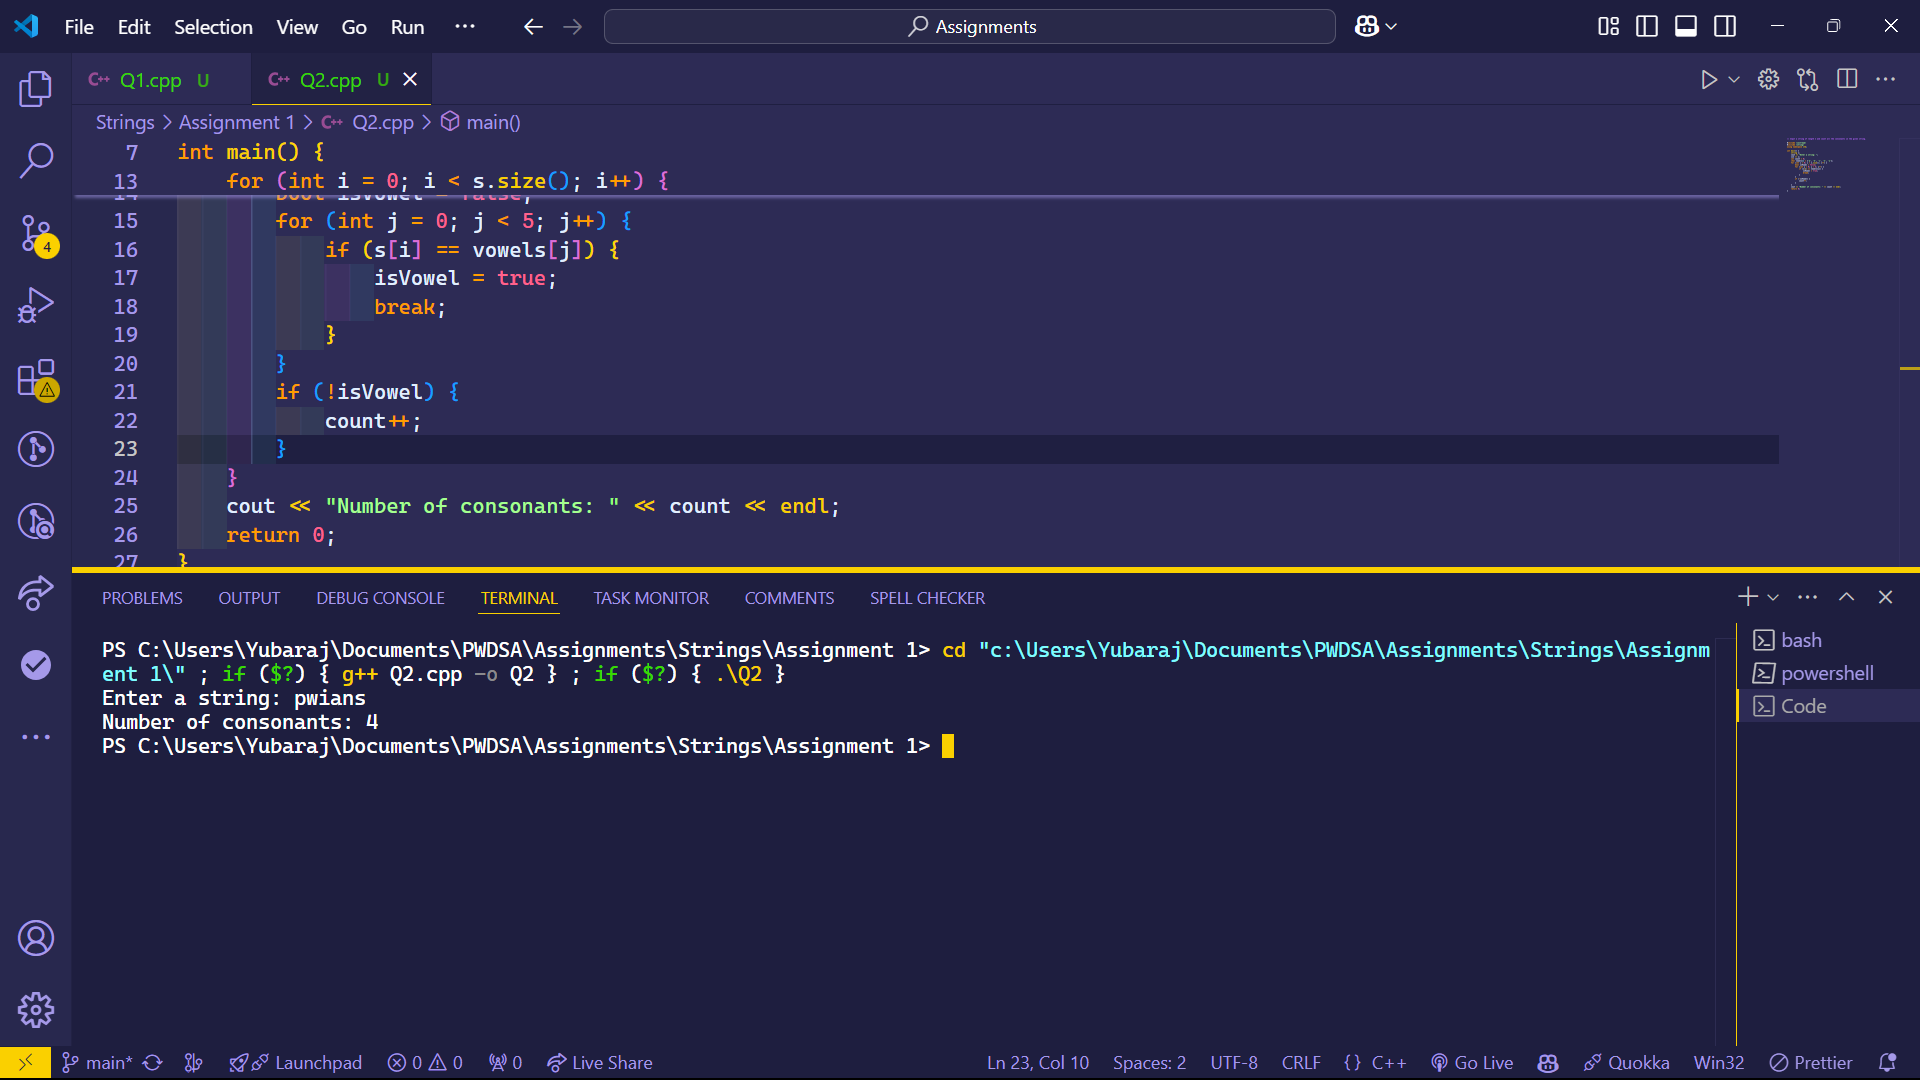 File Edit Selection View Go Run ··· Assignments
Q1.cpp U Q2.cpp U
Strings > Assignment 1 > Q2.cpp > main()
7 int main() {
13 for (int i = 0; i < s.size(); i++) {
14 bool isVowel = false;
15 for (int j = 0; j < 5; j++) {
16 if (s[i] == vowels[j]) {
17 isVowel = true;
18 break;
19 }
20 }
21 if (!isVowel) {
22 count++;
23 }
24 }
25 cout << "Number of consonants: " << count << endl;
26 return 0;
27 }
4
PROBLEMS OUTPUT DEBUG CONSOLE TERMINAL TASK MONITOR COMMENTS SPELL CHECKER
PS C:\Users\Yubaraj\Documents\PWDSA\Assignments\Strings\Assignment 1> cd "c:\Users\Yubaraj\Documents\PWDSA\Assignments\Strings\Assignm
ent 1\" ; if ($?) { g++ Q2.cpp -o Q2 } ; if ($?) { .\Q2 }
Enter a string: pwians
Number of consonants: 4
PS C:\Users\Yubaraj\Documents\PWDSA\Assignments\Strings\Assignment 1>
bash
powershell
Code
main* Launchpad 0 0 0 Live Share Ln 23, Col 10 Spaces: 2 UTF-8 CRLF {} C++ Go Live Quokka Win32 Prettier